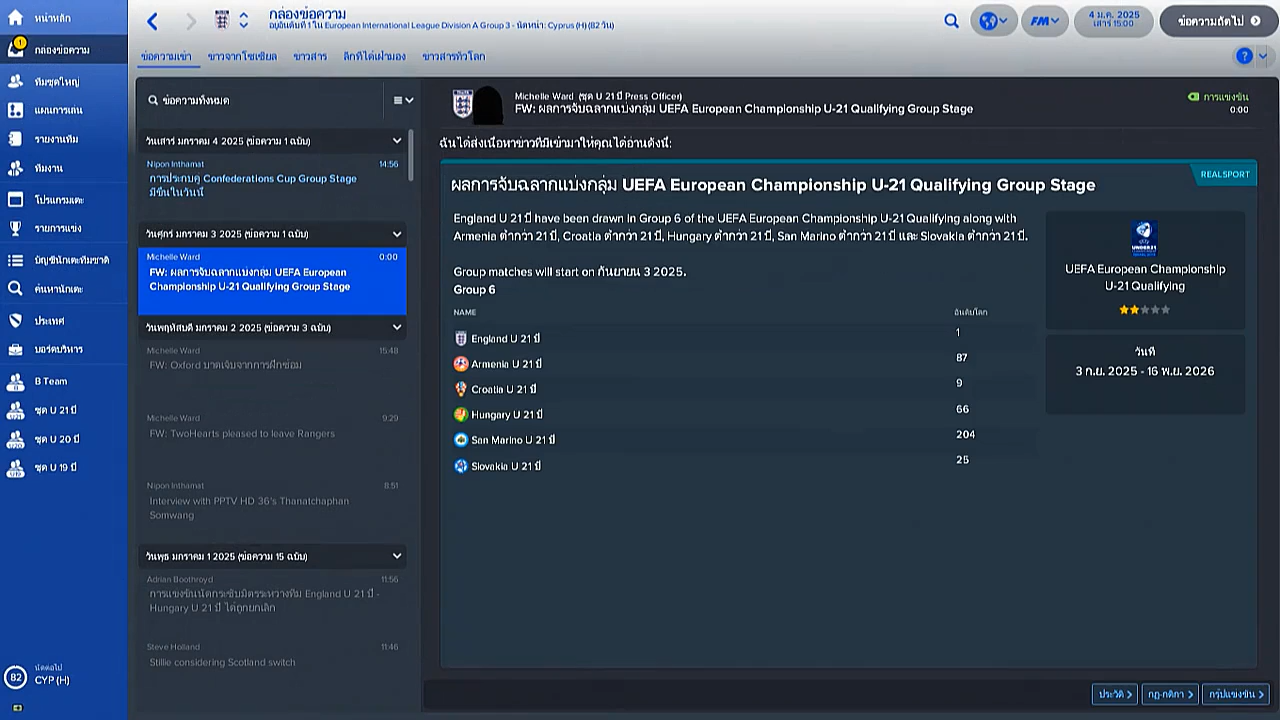 หน้าหลัก
1
กล่องข้อความ
ทีมชุดใหญ่
แผนการเล่น
รายงานทีม
ทีมงาน
โปรแกรมเตะ
รายการแข่ง
บัญชีนักเตะทีมชาติ
ค้นหานักเตะ
ประเทศ
บอร์ดบริหาร
B Team
ชุด U 21 ปี
ชุด U 20 ปี
ชุด U 19 ปี
82
นัดต่อไป
CYP (H)
กล่องข้อความ
อยู่อันดับที่ 1 ใน European International League Division A Group 3 - นัดหน้า: Cyprus (H) (82 วัน)
FM
4 ม.ค. 2025
เสาร์ 15:00
ข้อความถัดไป
ข้อความเข้า
ข่าวจากโซเชียล
ข่าวสาร
ลีกที่ได้เฝ้ามอง
ข่าวสารทั่วโลก
?
ข้อความทั้งหมด
วันเสาร์ มกราคม 4 2025 (ข้อความ 1 ฉบับ)
Nipon Inthamat 14:56
การประกบคู่ Confederations Cup Group Stage
มีขึ้นในวันนี้
วันศุกร์ มกราคม 3 2025 (ข้อความ 1 ฉบับ)
Michelle Ward 0:00
FW: ผลการจับฉลากแบ่งกลุ่ม UEFA European
Championship U-21 Qualifying Group Stage
วันพฤหัสบดี มกราคม 2 2025 (ข้อความ 3 ฉบับ)
Michelle Ward 15:48
FW: Oxford บาดเจ็บจากการฝึกซ้อม
Michelle Ward 9:29
FW: TwoHearts pleased to leave Rangers
Nipon Inthamat 8:51
Interview with PPTV HD 36's Thanatchaphan
Somwang
วันพุธ มกราคม 1 2025 (ข้อความ 15 ฉบับ)
Adrian Boothroyd 11:56
การแข่งขันนัดกระชับมิตรระหว่างทีม England U 21 ปี -
Hungary U 21 ปี ได้ถูกยกเลิก
Steve Holland 11:46
Stillie considering Scotland switch
Michelle Ward (ชุด U 21 ปี Press Officer)
FW: ผลการจับฉลากแบ่งกลุ่ม UEFA European Championship U-21 Qualifying Group Stage
การแข่งขัน
0:00
ฉันได้ส่งเนื้อหาข่าวที่มีเข้ามาให้คุณได้อ่านดังนี้:
REALSPORT
ผลการจับฉลากแบ่งกลุ่ม UEFA European Championship U-21 Qualifying Group Stage
England U 21 ปี have been drawn in Group 6 of the UEFA European Championship U-21 Qualifying along with
Armenia ต่ำกว่า 21 ปี, Croatia ต่ำกว่า 21 ปี, Hungary ต่ำกว่า 21 ปี, San Marino ต่ำกว่า 21 ปี และ Slovakia ต่ำกว่า 21 ปี.
Group matches will start on กันยายน 3 2025.
Group 6
NAME อันดับโลก
England U 21 ปี 1
Armenia U 21 ปี 87
Croatia U 21 ปี 9
Hungary U 21 ปี 66
San Marino U 21 ปี 204
Slovakia U 21 ปี 25
UNDER21
UEFA European Championship
U-21 Qualifying
วันที่
3 ก.ย. 2025 - 16 พ.ย. 2026
ประวัติ
กฎ-กติกา
กรุ๊ปแข่งขัน